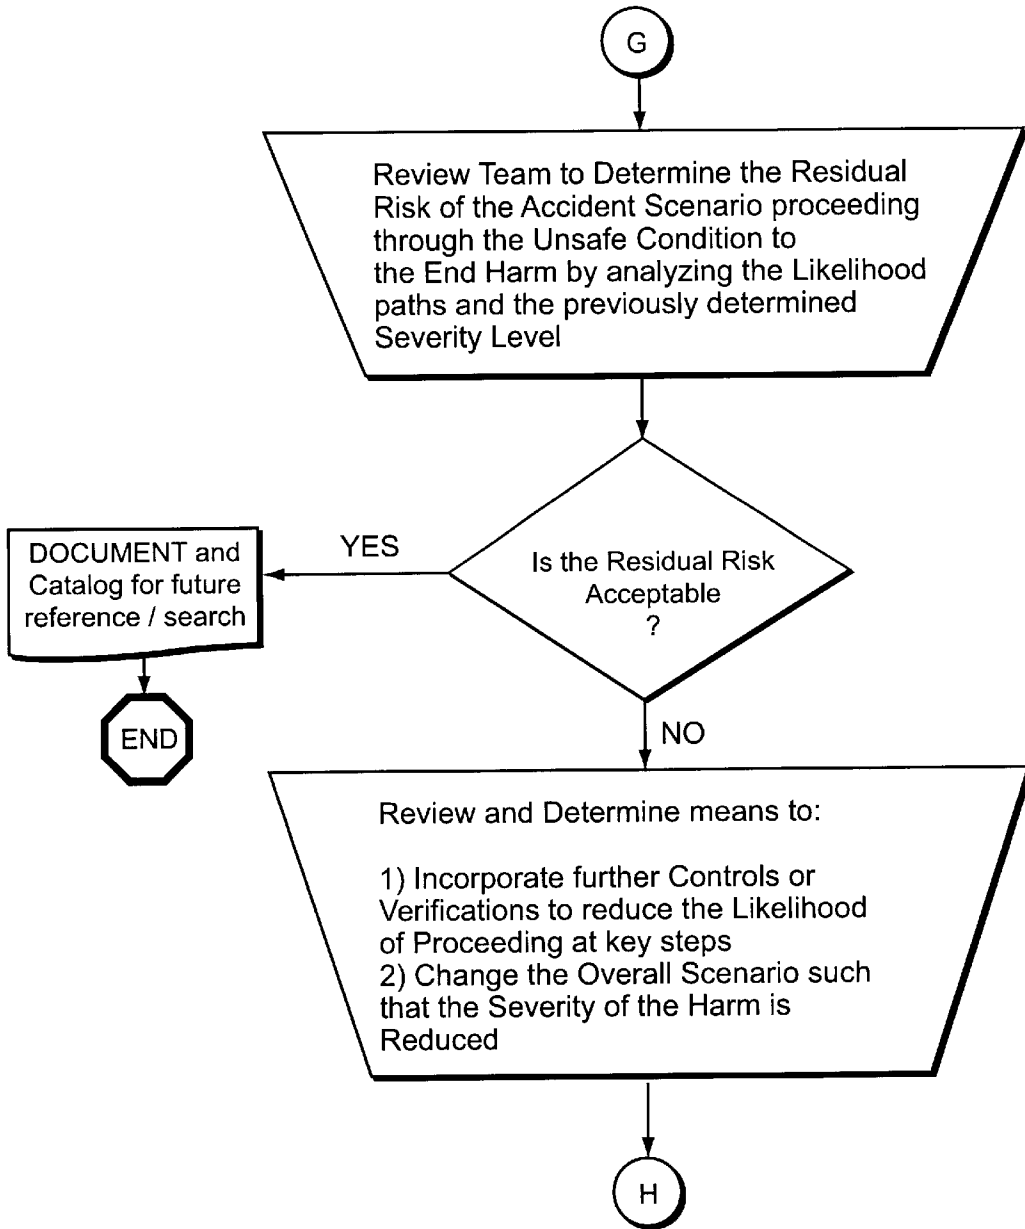 G
Review Team to Determine the Residual
Risk of the Accident Scenario proceeding
through the Unsafe Condition to
the End Harm by analyzing the Likelihood
paths and the previously determined
Severity Level
Is the Residual Risk
Acceptable
?
YES
DOCUMENT and
Catalog for future
reference / search
END
NO
Review and Determine means to:
1) Incorporate further Controls or
Verifications to reduce the Likelihood
of Proceeding at key steps
2) Change the Overall Scenario such
that the Severity of the Harm is
Reduced
H